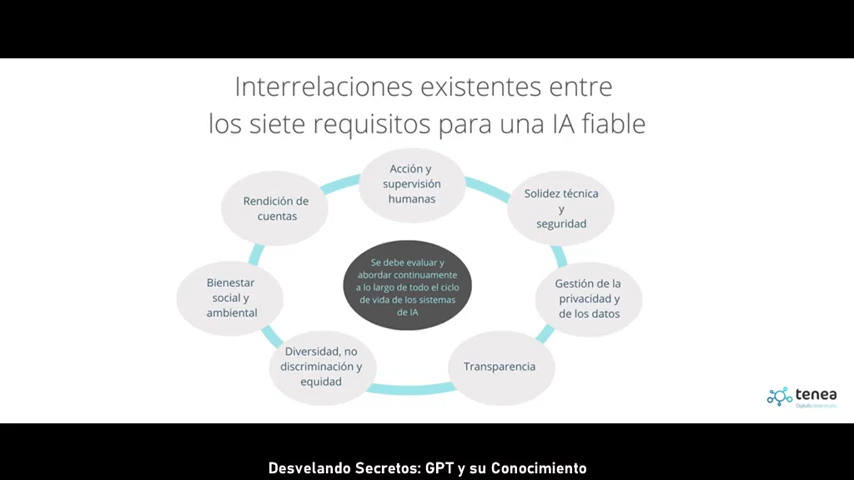 Interrelaciones existentes entre
los siete requisitos para una IA fiable
Acción y
supervisión
humanas
Solidez técnica
y
seguridad
Gestión de la
privacidad y
de los datos
Transparencia
Diversidad, no
discriminación y
equidad
Bienestar
social y
ambiental
Rendición de
cuentas
Se debe evaluar y
abordar continuamente
a lo largo de todo el ciclo
de vida de los sistemas
de IA
tenea
Desvelando Secretos: GPT y su Conocimiento